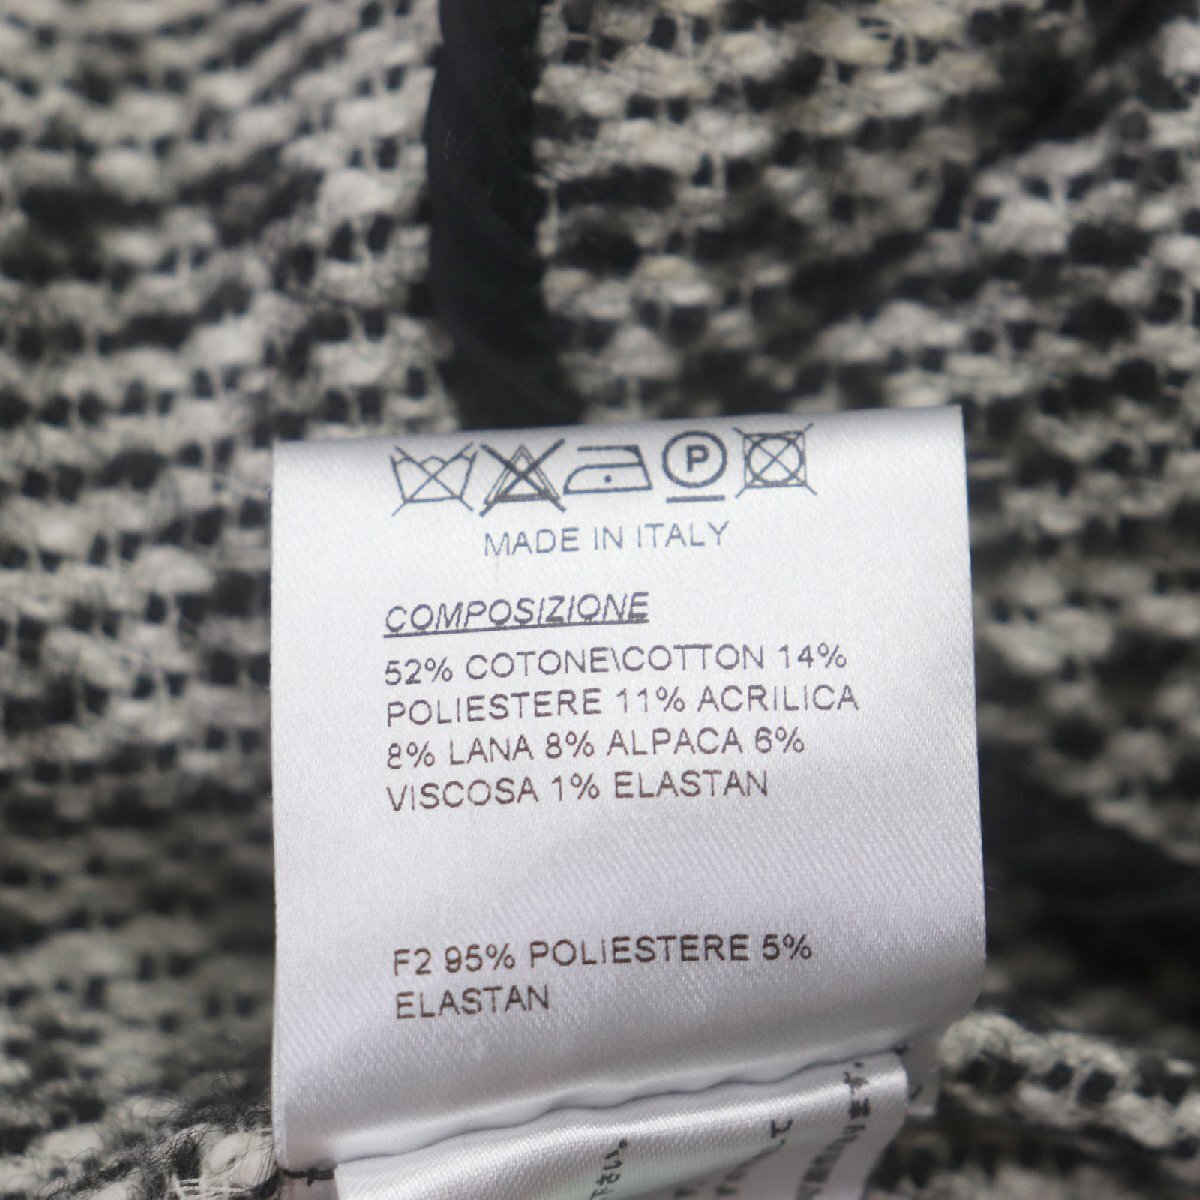 P
MADE IN ITALY
COMPOSIZIONE
52% COTONE\COTTON 14%
POLIESTERE 11% ACRILICA
8% LANA 8% ALPACA 6%
VISCOSA 1% ELASTAN
F2 95% POLIESTERE 5%
ELASTAN